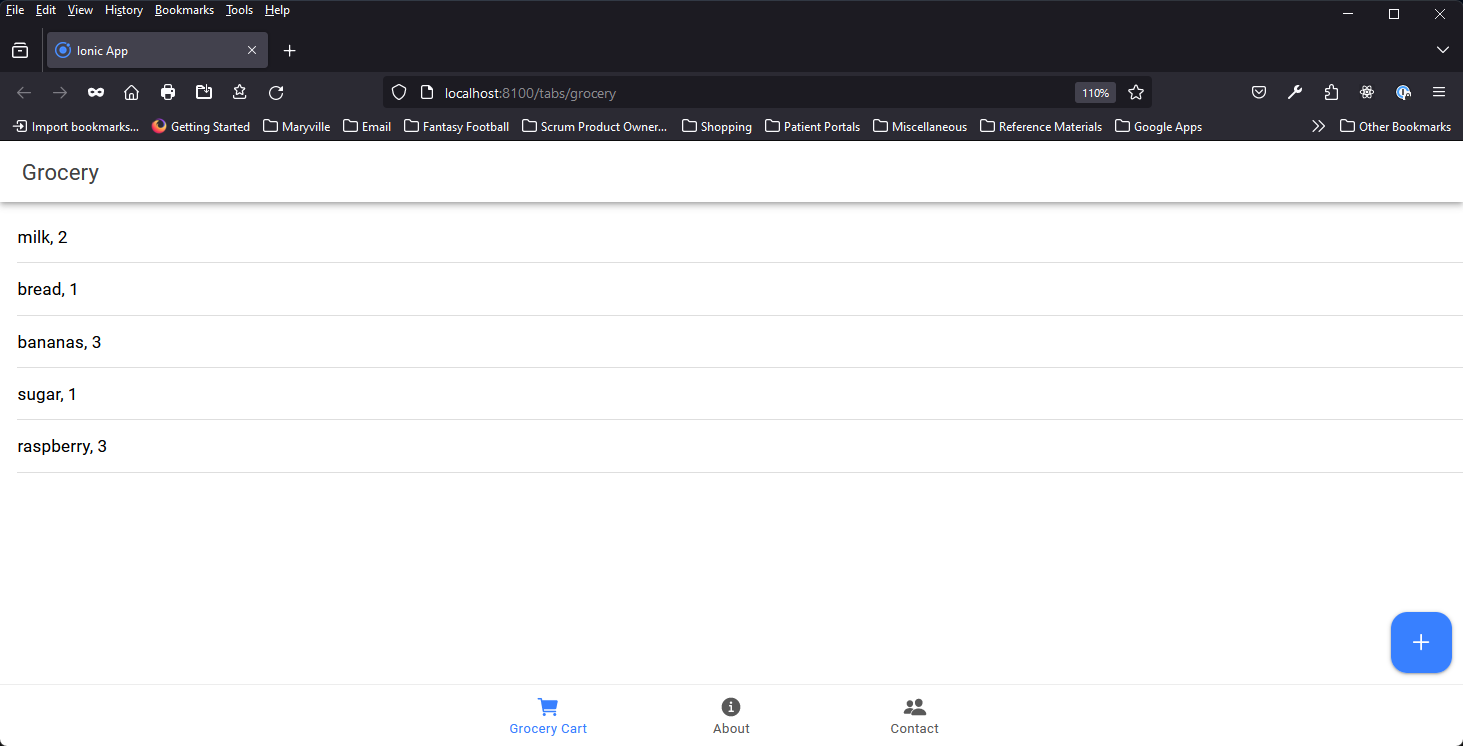 File Edit View History Bookmarks Tools Help
Ionic App
localhost:8100/tabs/grocery 110%
Import bookmarks... Getting Started Maryville Email Fantasy Football Scrum Product Owner... Shopping Patient Portals Miscellaneous Reference Materials Google Apps Other Bookmarks
Grocery
milk, 2
bread, 1
bananas, 3
sugar, 1
raspberry, 3
Grocery Cart About Contact